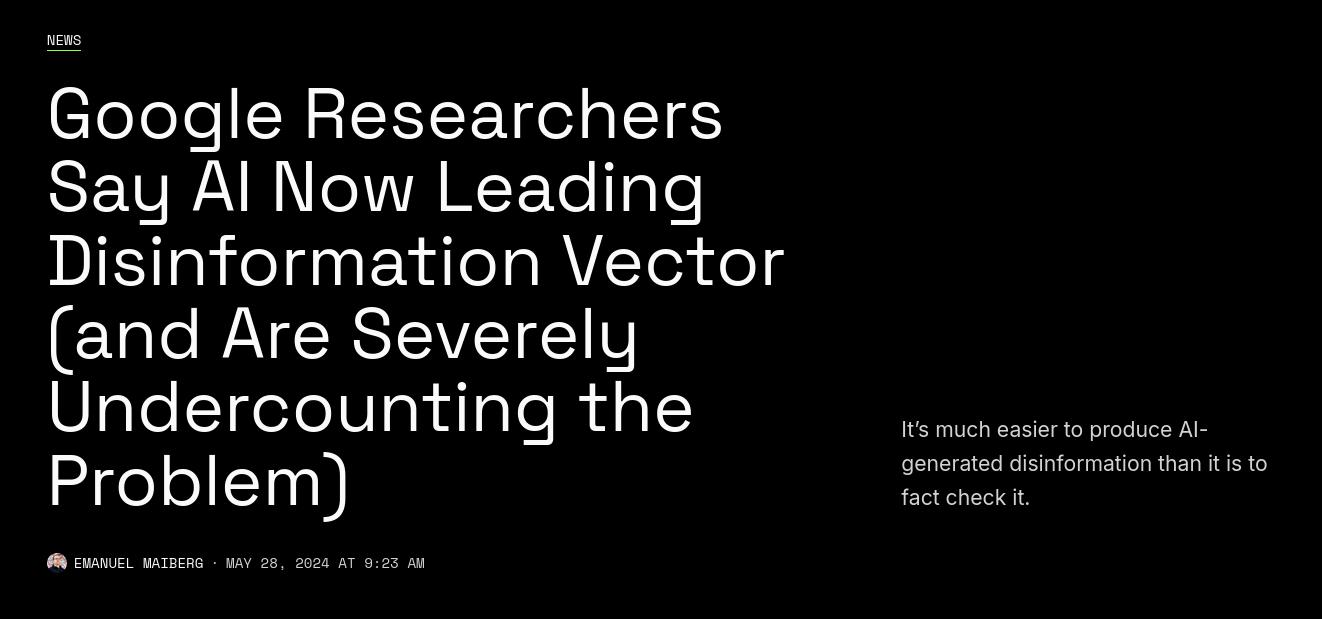 NEWS
Google Researchers
Say AI Now Leading
Disinformation Vector
(and Are Severely
Undercounting the
Problem)
It’s much easier to produce AI-
generated disinformation than it is to
fact check it.
EMANUEL MAIBERG · MAY 28, 2024 AT 9:23 AM